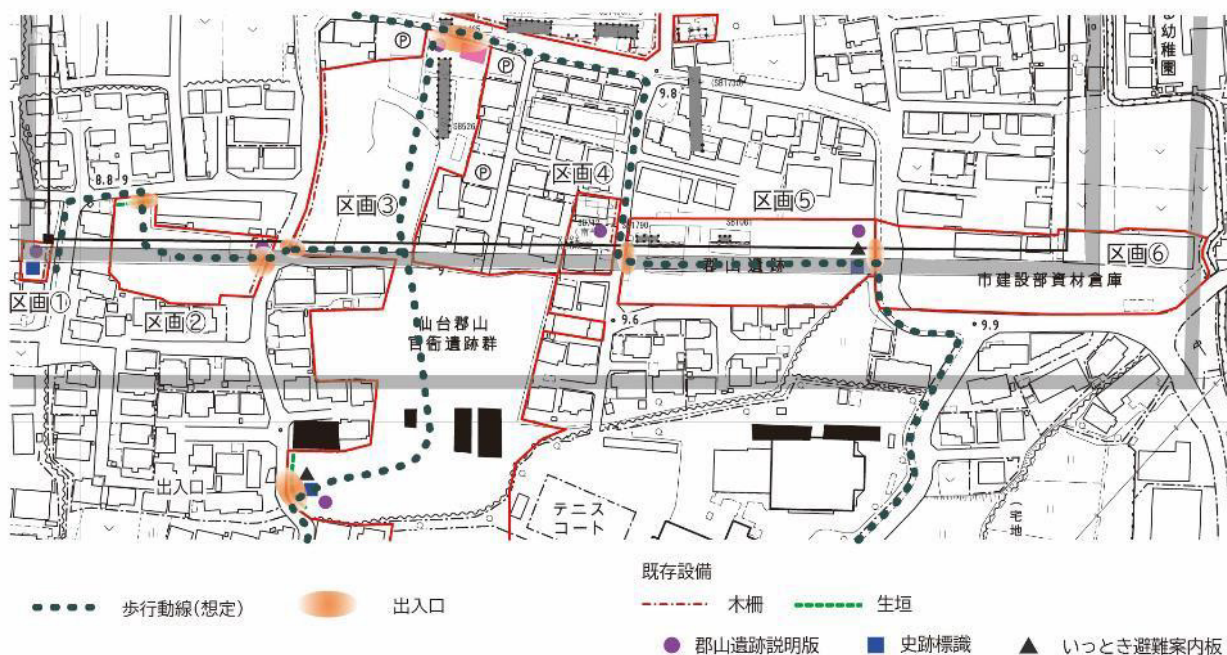 幼稚園
P
P
P
SB1730
9.8
SB526
8.8-9
区画③
区画④
区画⑤
区画①
区画②
SB1790
郡山遺跡
区画⑥
市建設部資材倉庫
仙台郡山
官衙遺跡群
9.6
9.9
出入口
テニス
コート
宅地
歩行動線(想定)
出入口
既存設備
木柵
生垣
郡山遺跡説明版
史跡標識
いっとき避難案内板